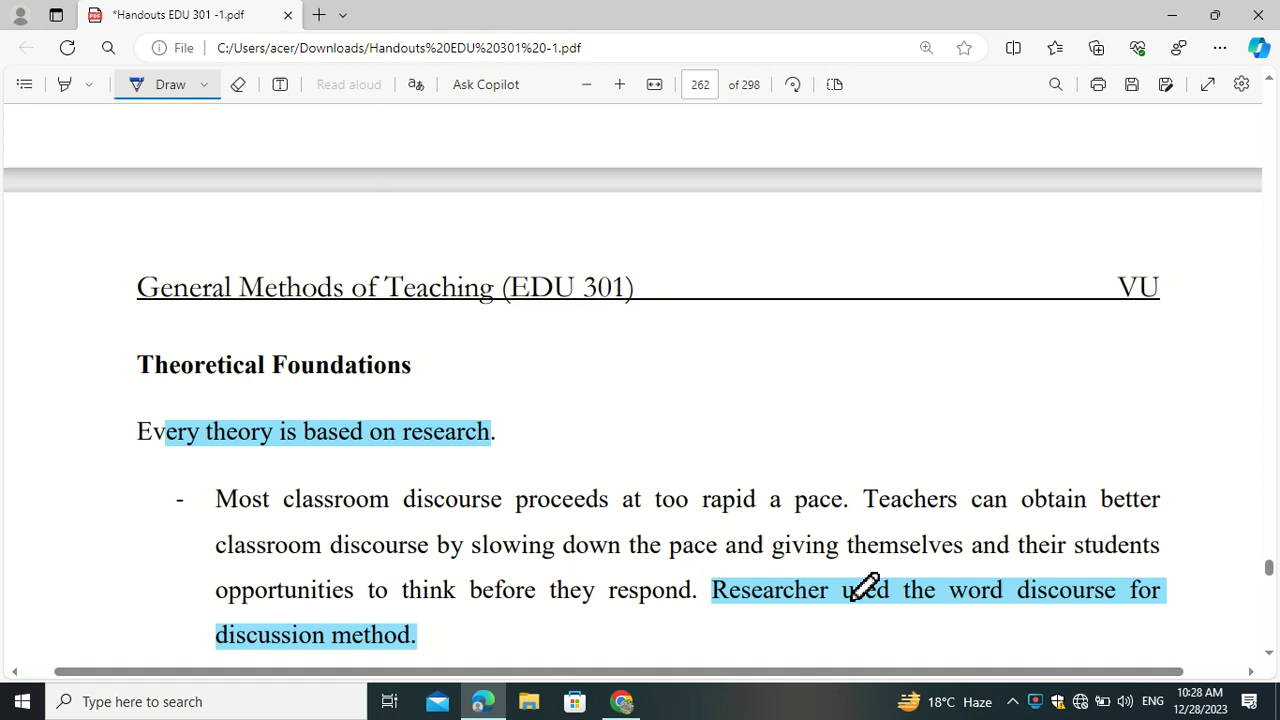 *Handouts EDU 301 -1.pdf
File C:/Users/acer/Downloads/Handouts%20EDU%20301%20-1.pdf
Draw Read aloud aあ Ask Copilot 262 of 298
General Methods of Teaching (EDU 301) VU
Theoretical Foundations
Every theory is based on research.
- Most classroom discourse proceeds at too rapid a pace. Teachers can obtain better
classroom discourse by slowing down the pace and giving themselves and their students
opportunities to think before they respond. Researcher used the word discourse for
discussion method.
Type here to search 18°C Haze ENG 10:28 AM
12/28/2023